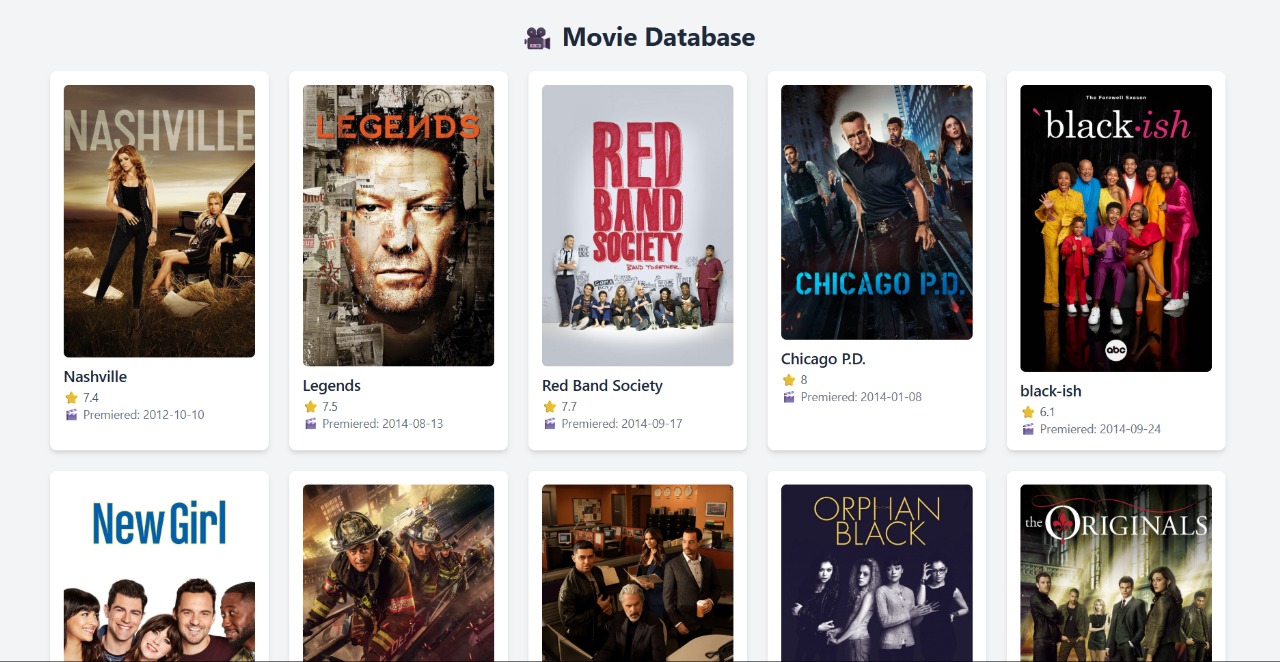 Movie Database
NASHVILLE
LEGENDS
RED
BAND
SOCIETY
BAND TOGETHER.
CHICAGO P.D.
The Farewell Season
`black·ish
abc
Nashville
7.4
Premiered: 2012-10-10
Legends
7.5
Premiered: 2014-08-13
Red Band Society
7.7
Premiered: 2014-09-17
Chicago P.D.
8
Premiered: 2014-01-08
black-ish
6.1
Premiered: 2014-09-24
New Girl
ORPHAN
BLACK
the ORIGINALS